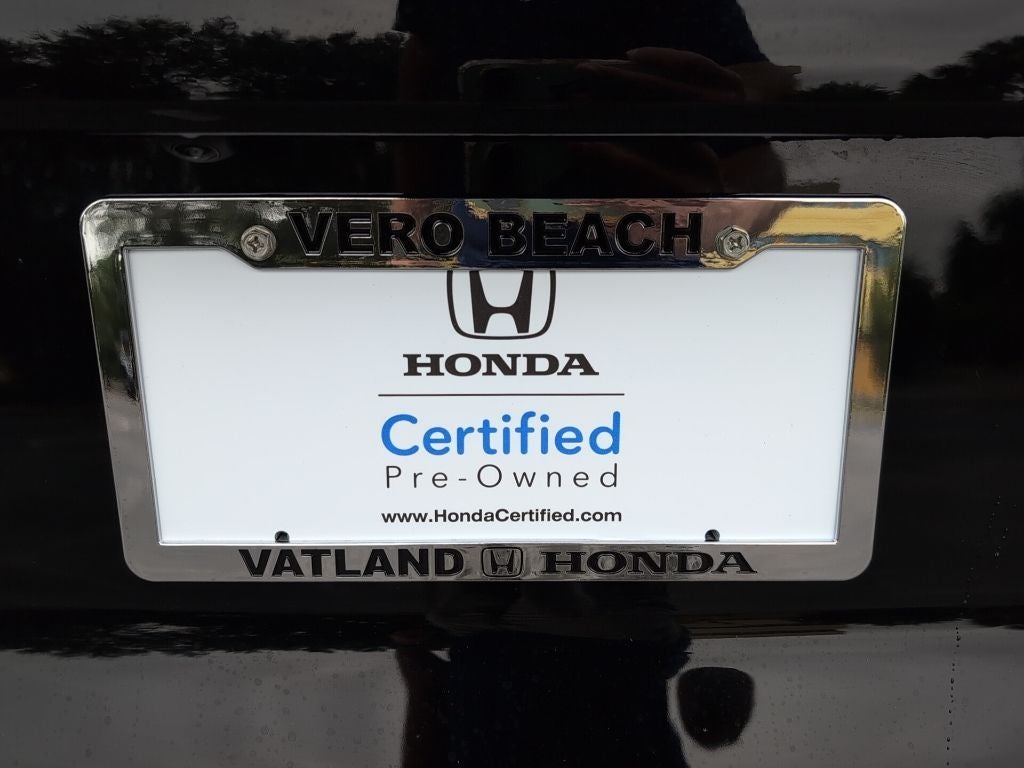 VERO BEACH
HONDA
Certified
Pre-Owned
www.HondaCertified.com
VATLAND HONDA